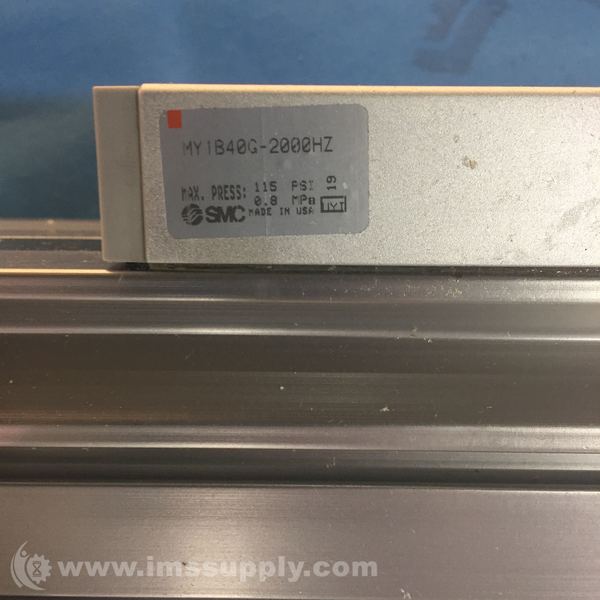 MY1B40G-2000HZ
MAX. PRESS: 115 PSI
0.8 MPa
19
SMC MADE IN USA
www.imssupply.com